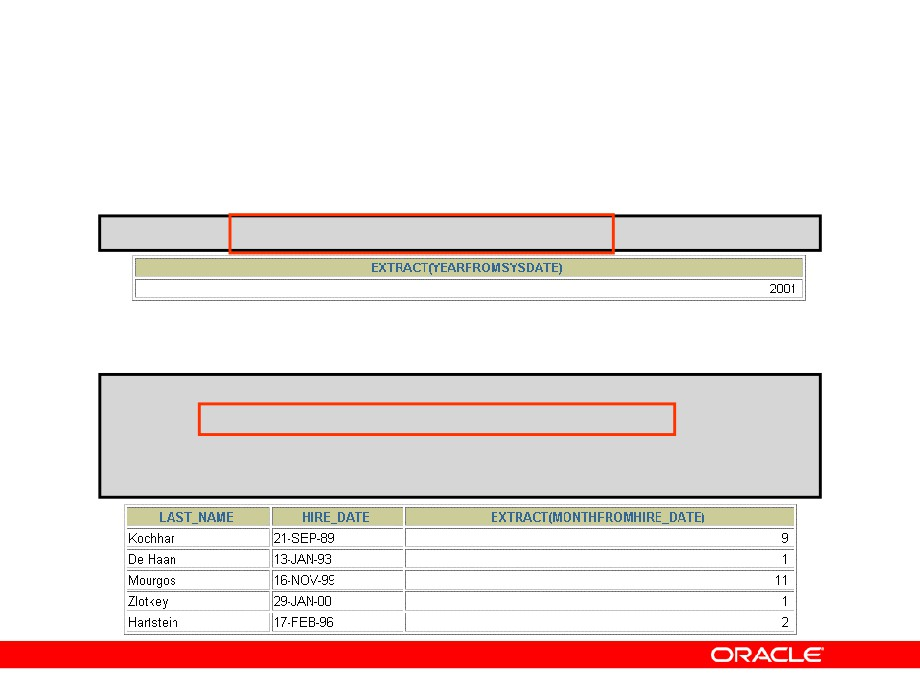 EXTRACT(YEARFROMSYSDATE)
2001
LAST_NAME HIRE_DATE EXTRACT(MONTHFROMHIRE_DATE)
Kochhar 21-SEP-89 9
De Haan 13-JAN-93 1
Mourgos 16-NOV-99 11
Zlotkey 29-JAN-00 1
Hartstein 17-FEB-96 2
ORACLE